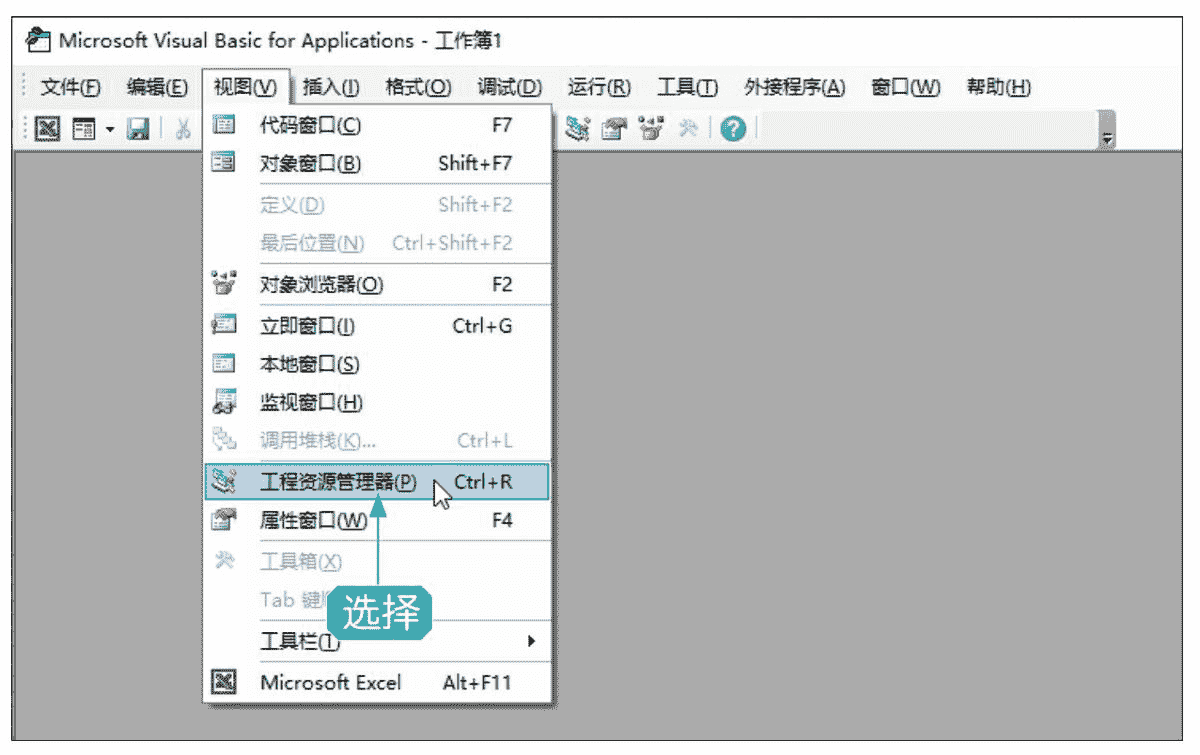 Microsoft Visual Basic for Applications - 工作簿1
文件(F) 编辑(E) 视图(V) 插入(I) 格式(O) 调试(D) 运行(R) 工具(T) 外接程序(A) 窗口(W) 帮助(H)
代码窗口(C) F7
对象窗口(B) Shift+F7
定义(D) Shift+F2
最后位置(N) Ctrl+Shift+F2
对象浏览器(O) F2
立即窗口(I) Ctrl+G
本地窗口(S)
监视窗口(H)
调用堆栈(K)... Ctrl+L
工程资源管理器(P) Ctrl+R
属性窗口(W) F4
工具箱(X)
Tab 键
选择
工具栏(T)
Microsoft Excel Alt+F11